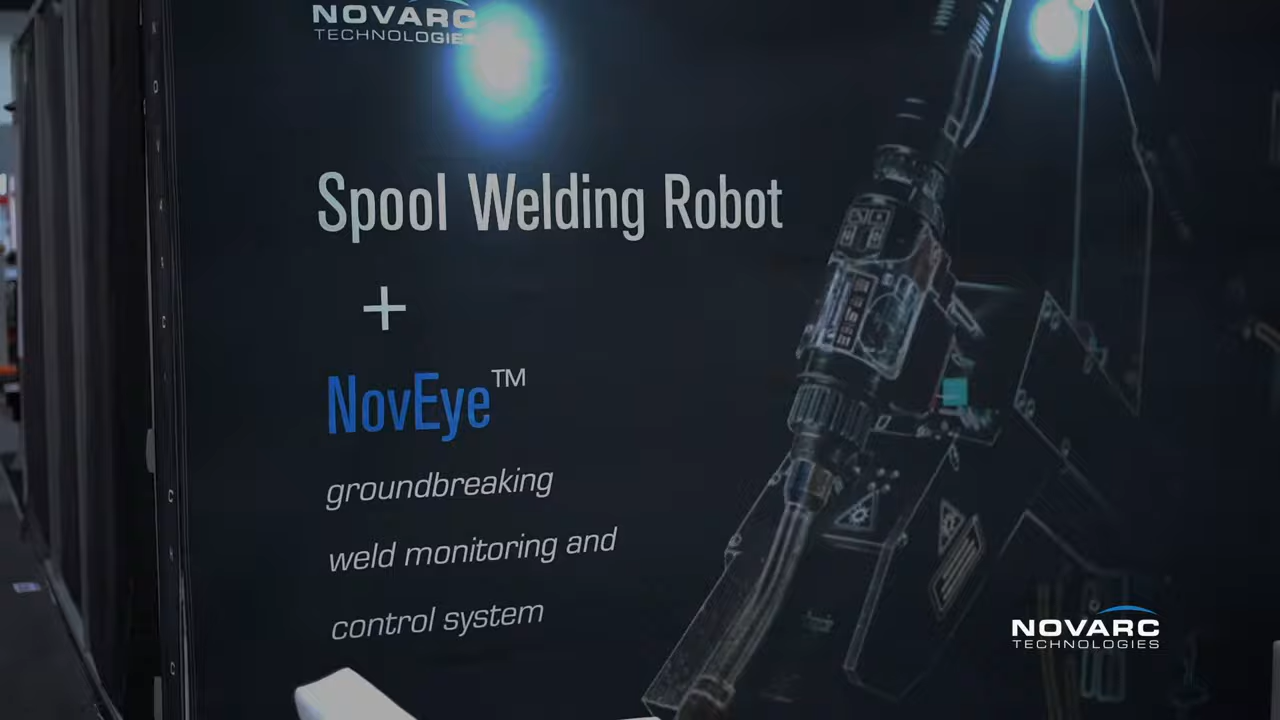 NOVARC
TECHNOLOGIES
Spool Welding Robot
+
NovEye™
groundbreaking
weld monitoring and
control system
NOVARC
TECHNOLOGIES